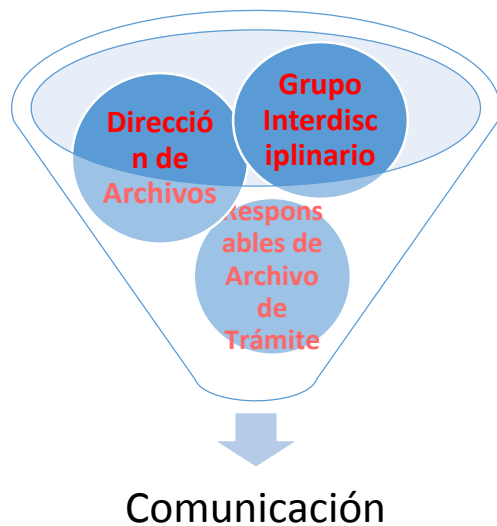 Direcció
n de
Archivos
Grupo
Interdisc
iplinario
Respons
ables de
Archivo
de
Trámite
Comunicación